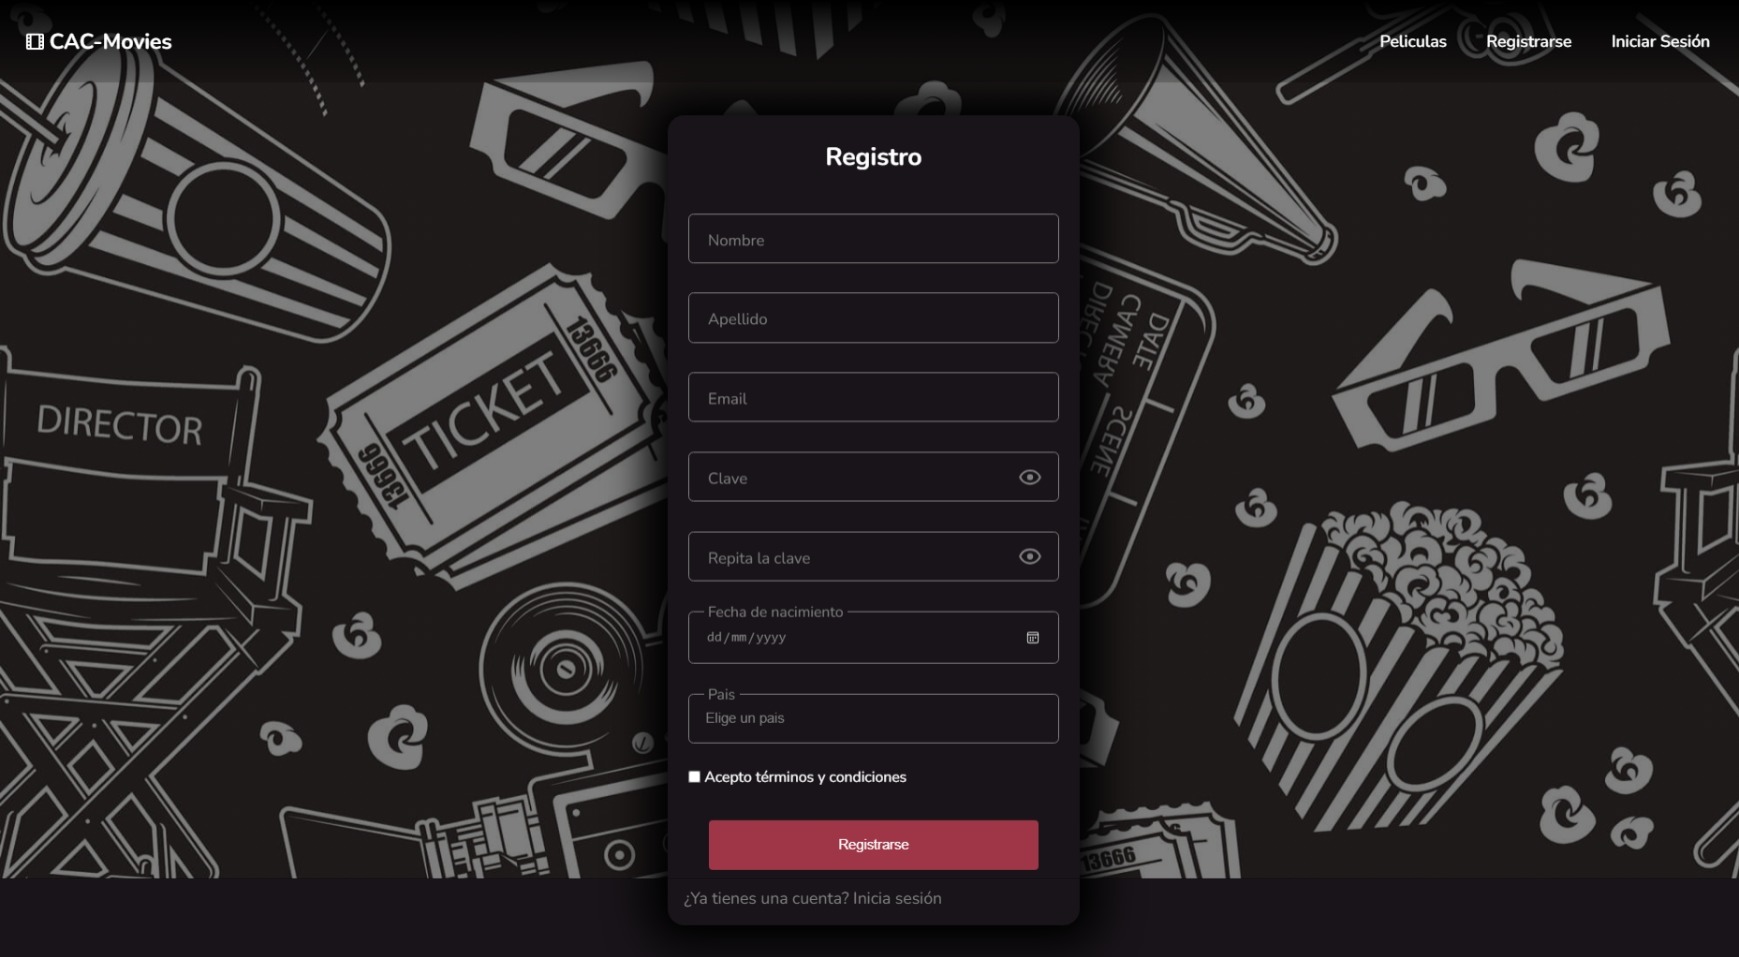 CAC-Movies
Peliculas
Registrarse
Iniciar Sesión
Registro
Nombre
Apellido
Email
Clave
Repita la clave
Fecha de nacimiento
dd/mm/yyyy
Pais
Elige un pais
Acepto términos y condiciones
Registrarse
¿Ya tienes una cuenta? Inicia sesión
DIRECTOR
13666
TICKET
13666
DATE
CAMERA
SCENE
13666